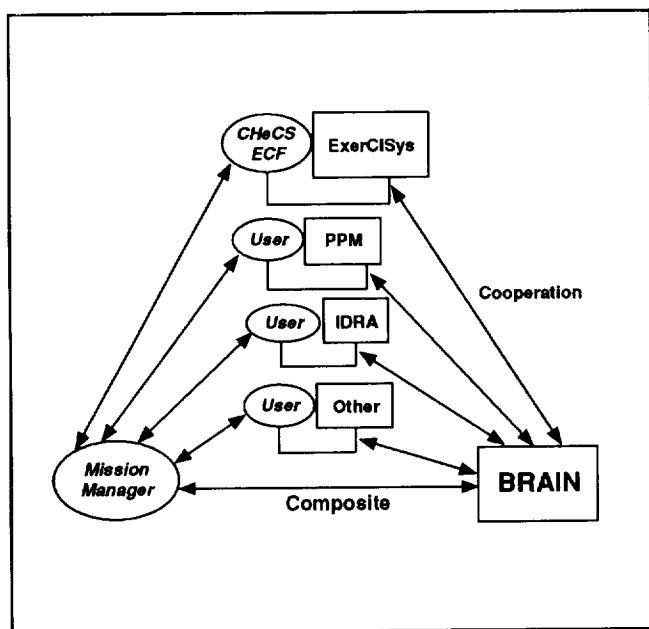 CHeCS
ECF
ExerCISys
User
PPM
Cooperation
User
IDRA
User
Other
Mission
Manager
BRAIN
Composite